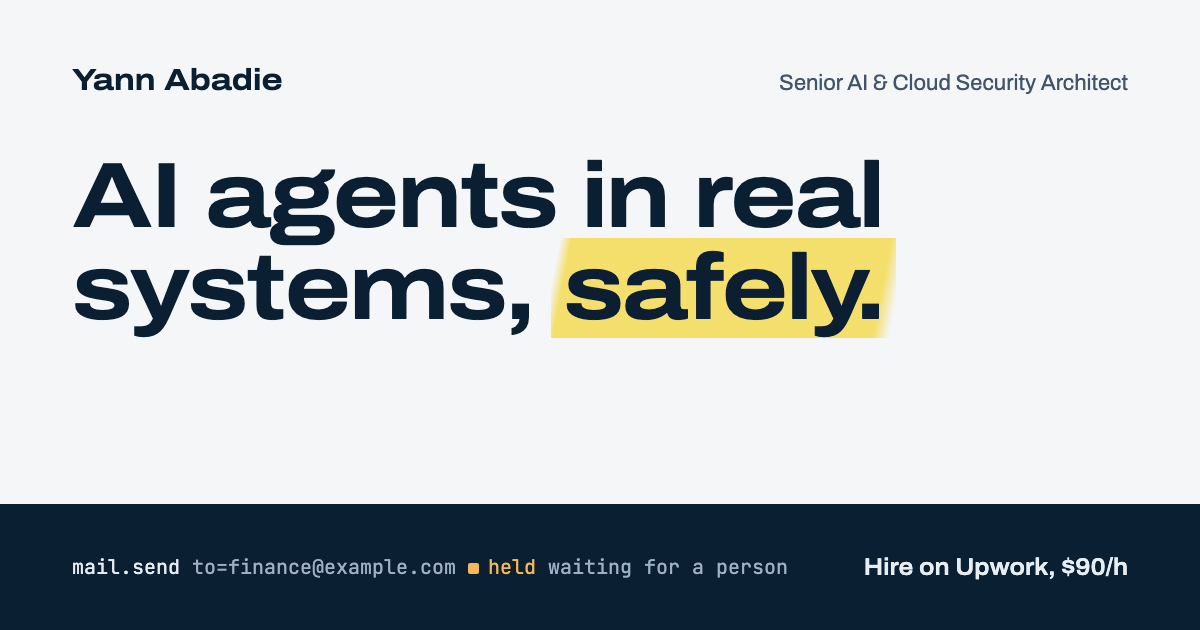 Yann Abadie
Senior AI & Cloud Security Architect
AI agents in real
systems, safely.
mail.send to=finance@example.com held waiting for a person
Hire on Upwork, $90/h